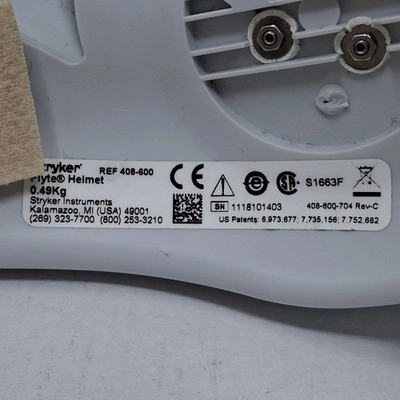 stryker REF 408-600
Flyte® Helmet
0.49Kg
Stryker Instruments
Kalamazoo, MI (USA) 49001
(269) 323-7700 (800) 253-3210
CE
S1663F
SN 1118101403
408-600-704 Rev-C
US Patents: 6,973,677; 7,735,156; 7,752,682